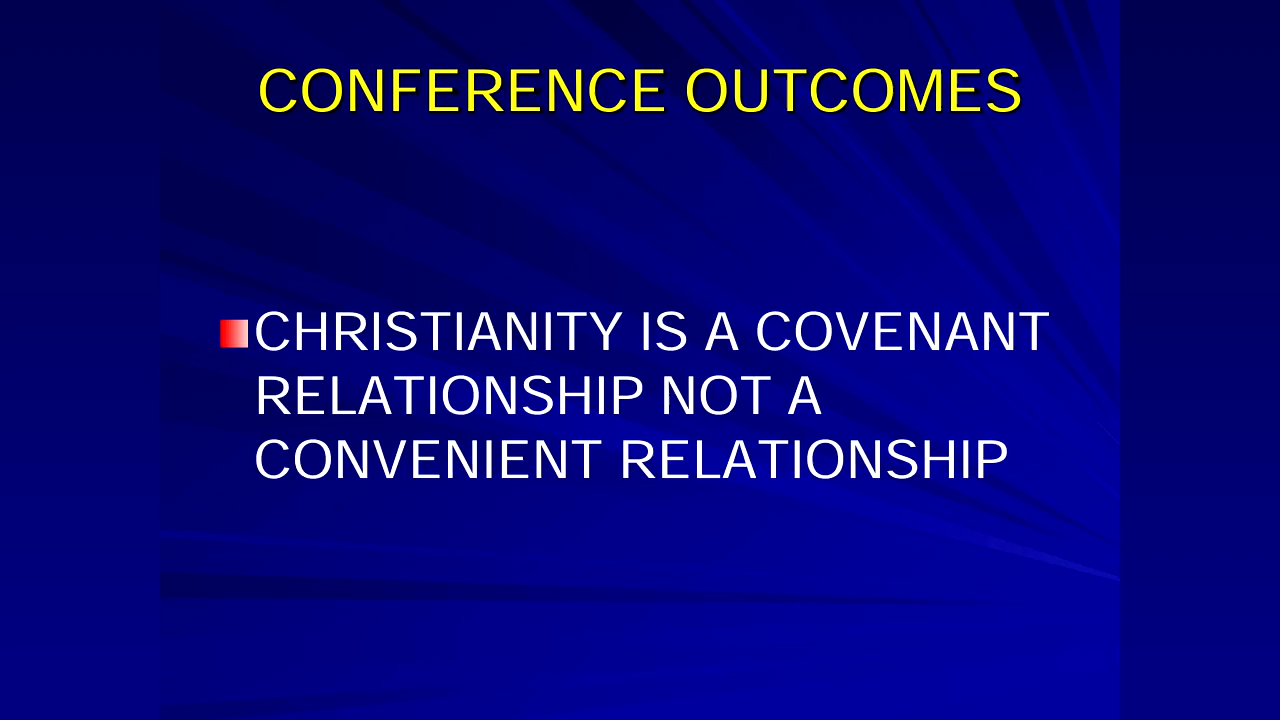 CONFERENCE OUTCOMES
CHRISTIANITY IS A COVENANT
RELATIONSHIP NOT A
CONVENIENT RELATIONSHIP